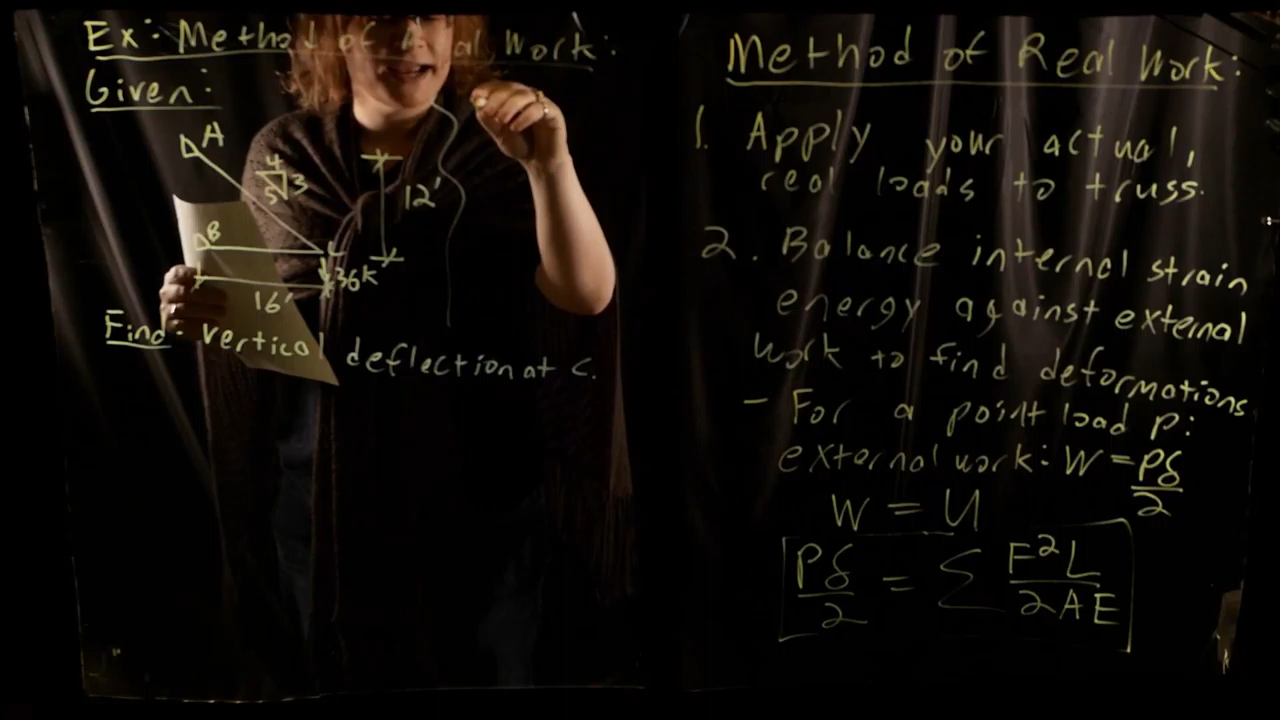 Ex: Method of Real Work:
Given:
A
4
5 3
12'
B
C
36k
16'
Find: vertical deflection at C.
Method of Real Work:
1. Apply your actual,
real loads to truss.
2. Balance internal strain
energy against external
work to find deformations
- For a point load P:
external work: W = Pδ/2
W = U
Pδ/2 = Σ F²L/2AE